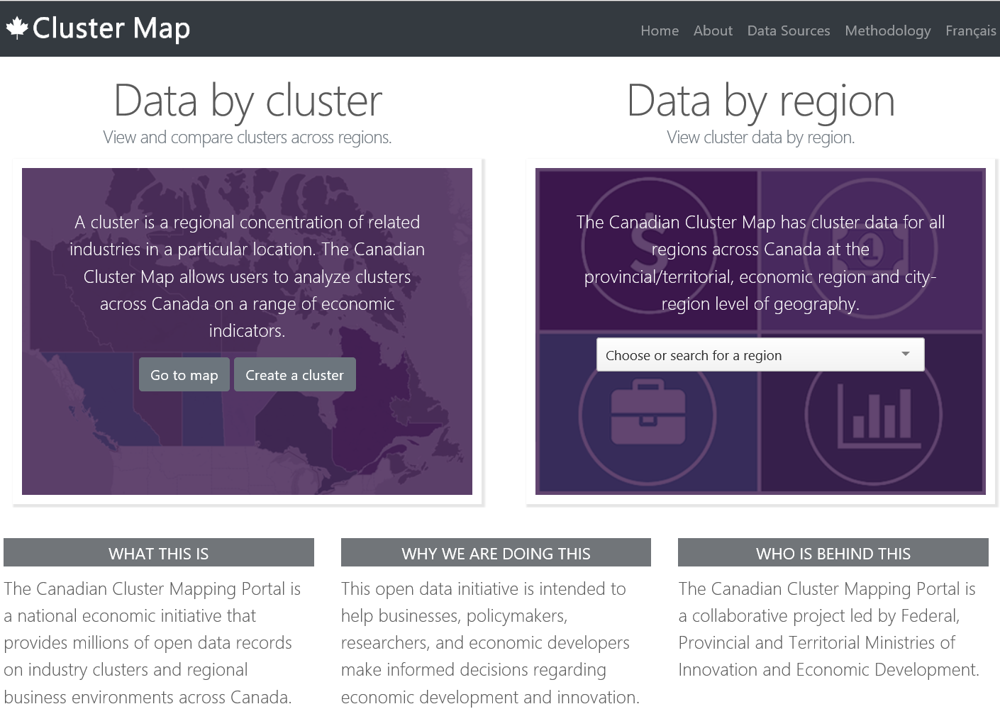 Cluster Map
Home About Data Sources Methodology Français
Data by cluster
View and compare clusters across regions.
A cluster is a regional concentration of related
industries in a particular location. The Canadian
Cluster Map allows users to analyze clusters
across Canada on a range of economic
indicators.
Go to map Create a cluster
Data by region
View cluster data by region.
The Canadian Cluster Map has cluster data for all
regions across Canada at the
provincial/territorial, economic region and city-
region level of geography.
Choose or search for a region
WHAT THIS IS
The Canadian Cluster Mapping Portal is
a national economic initiative that
provides millions of open data records
on industry clusters and regional
business environments across Canada.
WHY WE ARE DOING THIS
This open data initiative is intended to
help businesses, policymakers,
researchers, and economic developers
make informed decisions regarding
economic development and innovation.
WHO IS BEHIND THIS
The Canadian Cluster Mapping Portal is
a collaborative project led by Federal,
Provincial and Territorial Ministries of
Innovation and Economic Development.